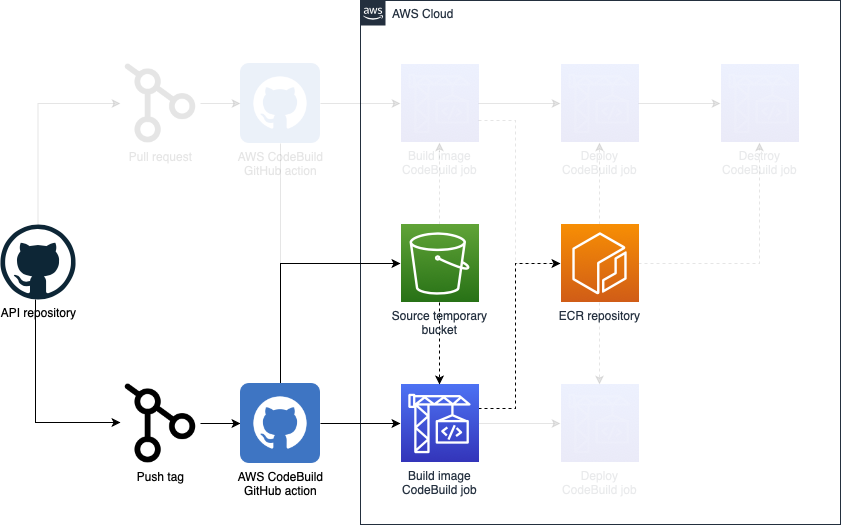 aws
AWS Cloud
Pull request
AWS CodeBuild
GitHub action
Build image
CodeBuild job
Deploy
CodeBuild job
Destroy
CodeBuild job
API repository
Source temporary
bucket
ECR repository
Push tag
AWS CodeBuild
GitHub action
</>
Build image
CodeBuild job
Deploy
CodeBuild job